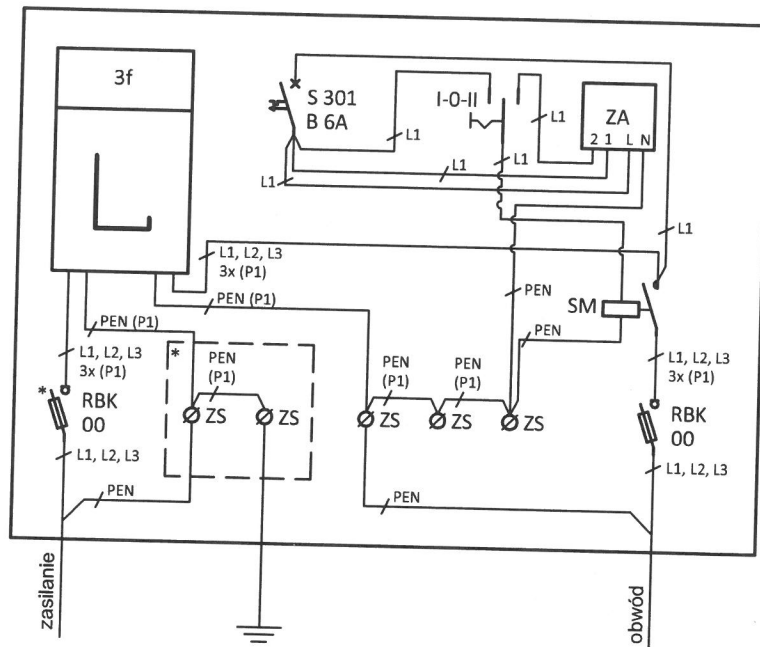 3f
S 301
B 6A
I-0-II
ZA
2 1 L N
L1
L1
L1
L1
L1
L1
L1, L2, L3
3x (P1)
PEN (P1)
PEN (P1)
PEN
SM
PEN
L1, L2, L3
3x (P1)
*
PEN
(P1)
PEN
(P1)
PEN
(P1)
L1, L2, L3
3x (P1)
*
RBK
00
ZS
ZS
ZS
ZS
ZS
RBK
00
L1, L2, L3
L1, L2, L3
PEN
PEN
zasilanie
obwód